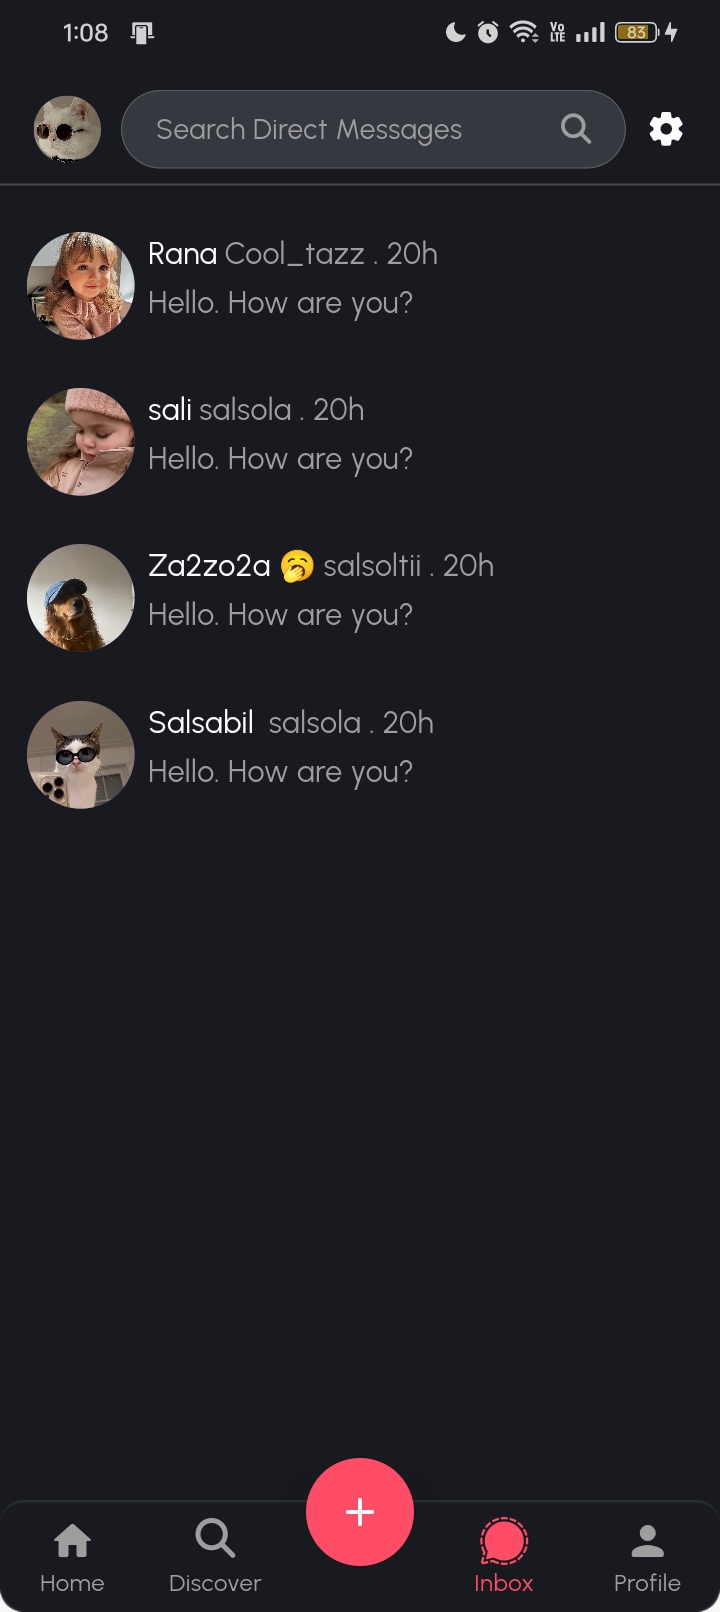 1:08
Vo LTE
83
Search Direct Messages
Rana Cool_tazz . 20h
Hello. How are you?
sali salsola . 20h
Hello. How are you?
Za2zo2a 🥱 salsoltii . 20h
Hello. How are you?
Salsabil salsola . 20h
Hello. How are you?
Home
Discover
Inbox
Profile